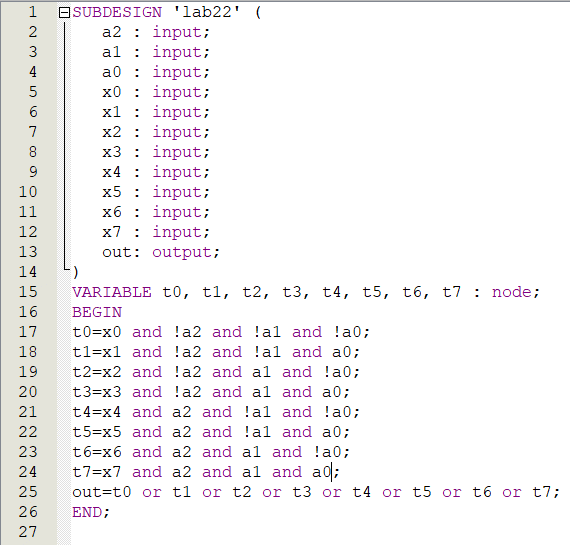 1 SUBDESIGN 'lab22' (
2 a2 : input;
3 a1 : input;
4 a0 : input;
5 x0 : input;
6 x1 : input;
7 x2 : input;
8 x3 : input;
9 x4 : input;
10 x5 : input;
11 x6 : input;
12 x7 : input;
13 out: output;
14 )
15 VARIABLE t0, t1, t2, t3, t4, t5, t6, t7 : node;
16 BEGIN
17 t0=x0 and !a2 and !a1 and !a0;
18 t1=x1 and !a2 and !a1 and a0;
19 t2=x2 and !a2 and a1 and !a0;
20 t3=x3 and !a2 and a1 and a0;
21 t4=x4 and a2 and !a1 and !a0;
22 t5=x5 and a2 and !a1 and a0;
23 t6=x6 and a2 and a1 and !a0;
24 t7=x7 and a2 and a1 and a0;
25 out=t0 or t1 or t2 or t3 or t4 or t5 or t6 or t7;
26 END;
27